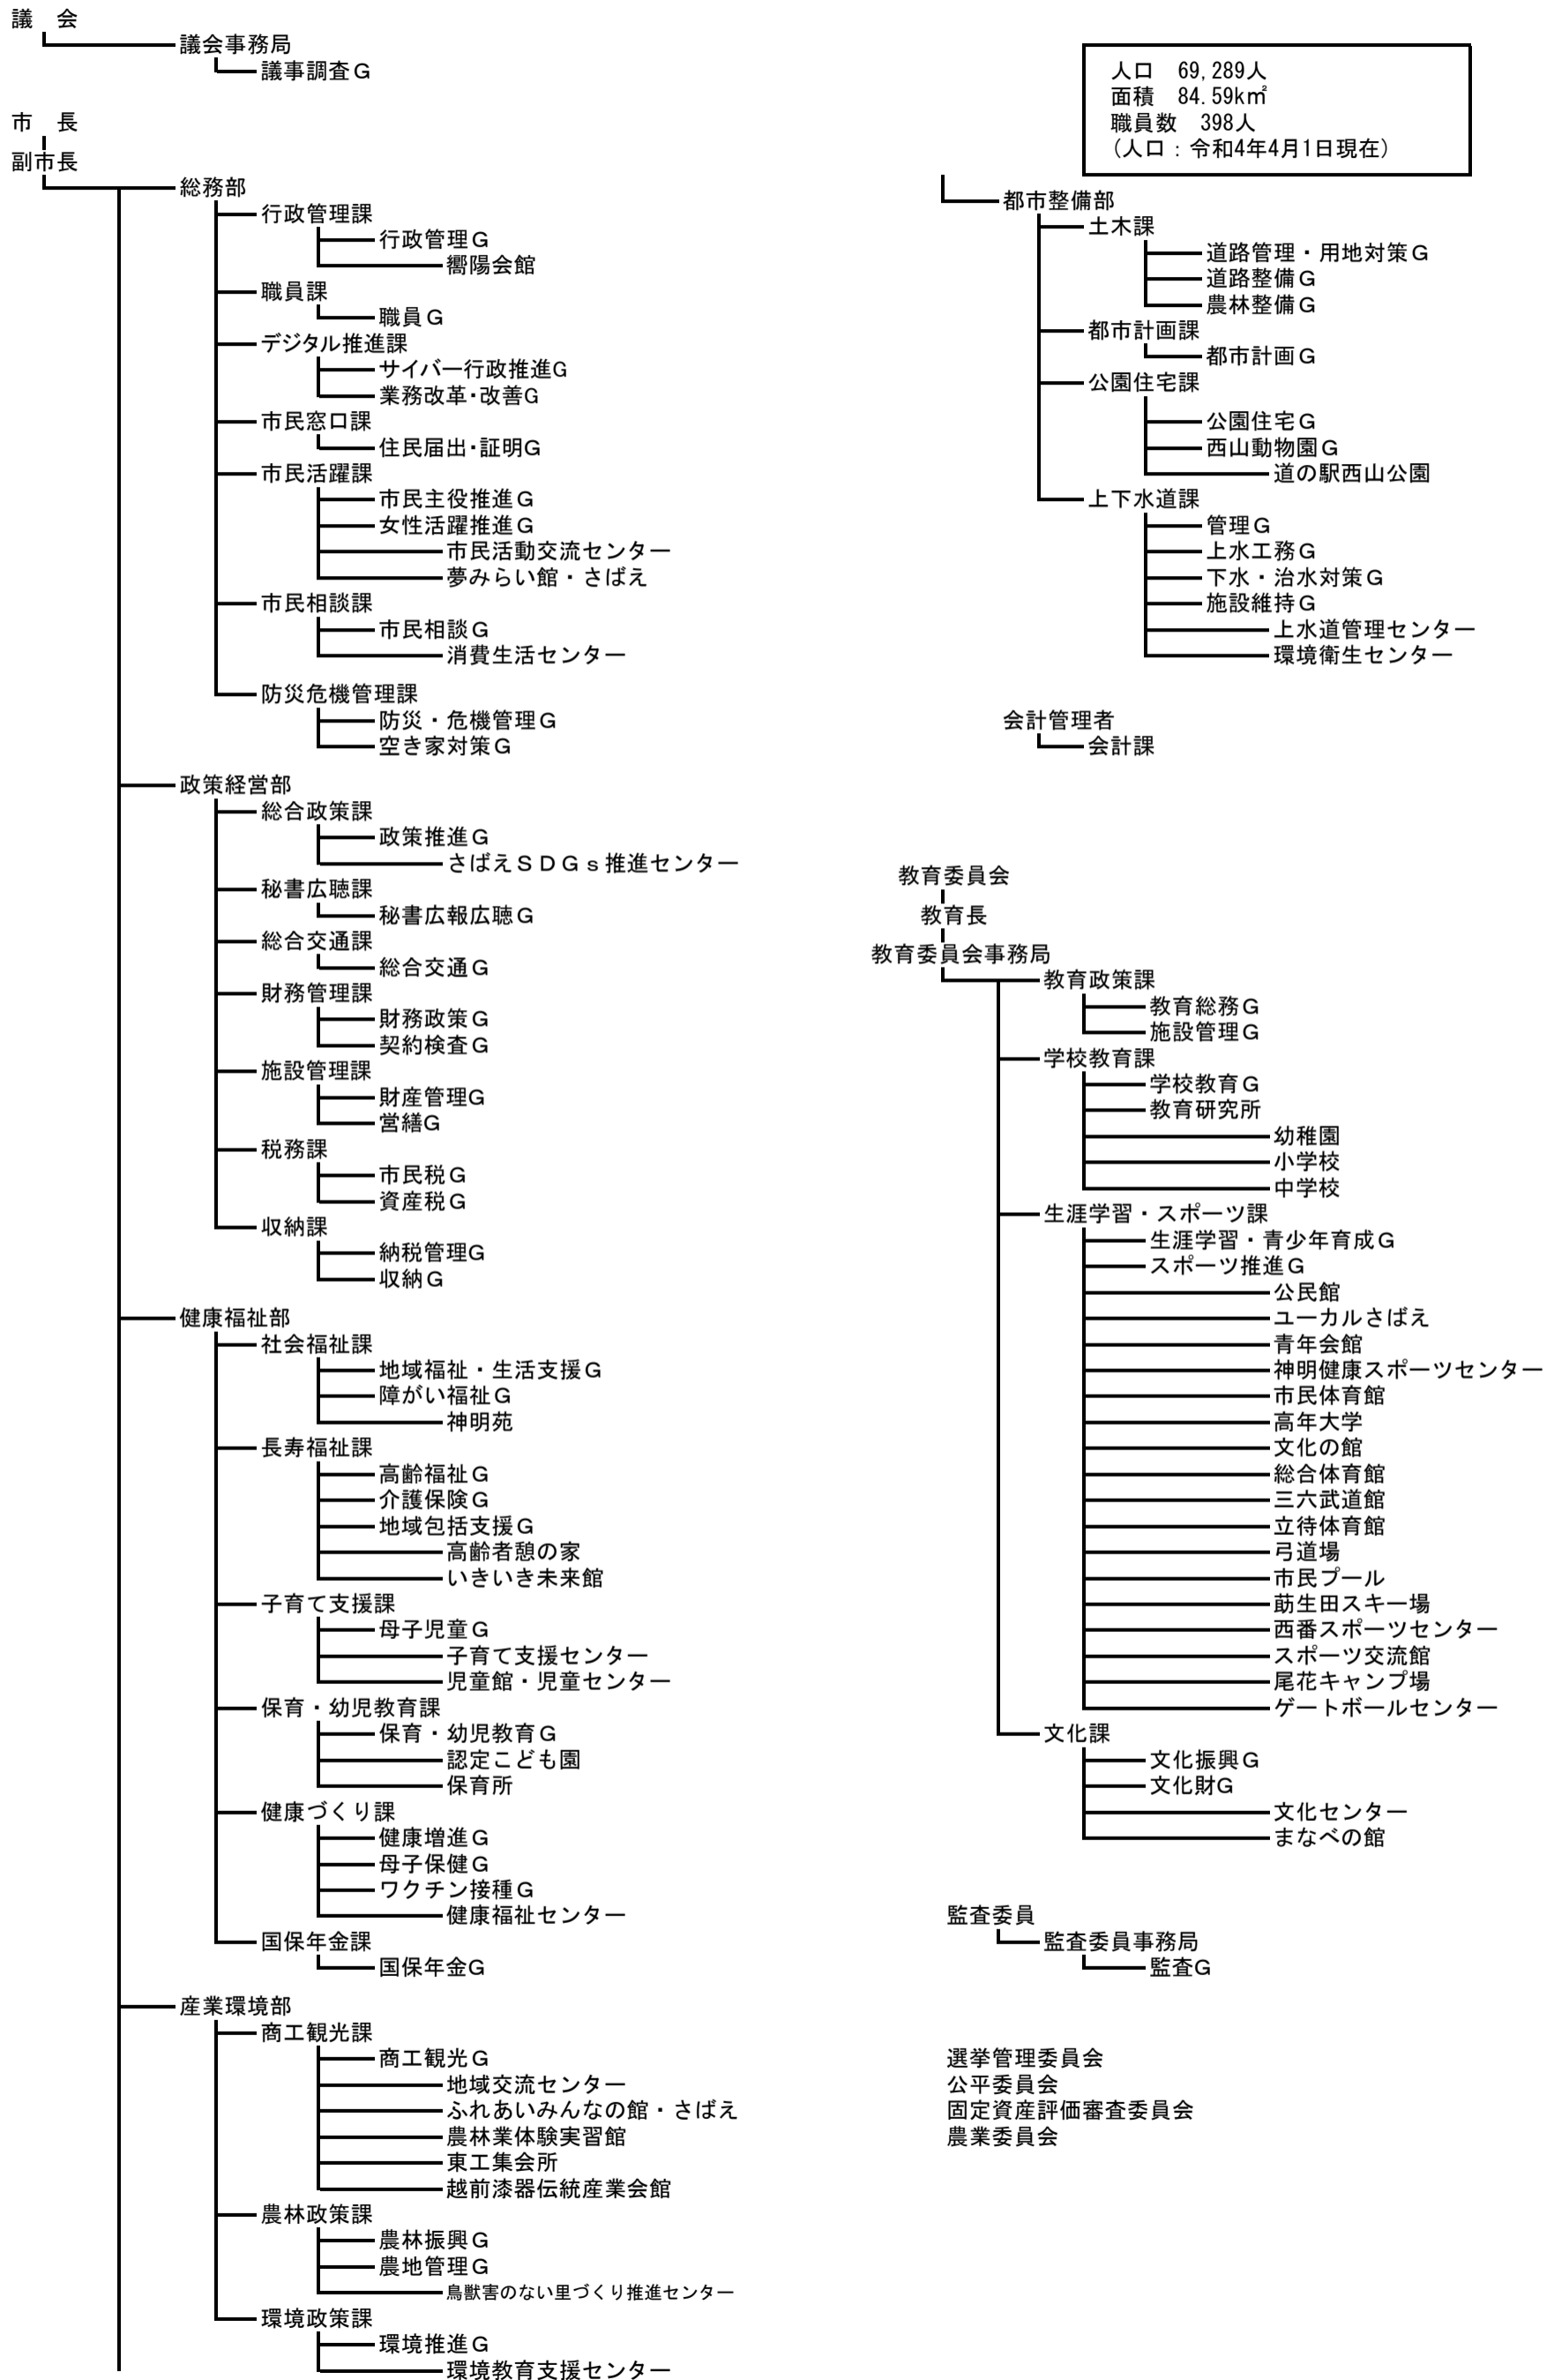 議　会
議会事務局
議事調査Ｇ
市　長
副市長
総務部
行政管理課
行政管理Ｇ
嚮陽会館
職員課
職員Ｇ
デジタル推進課
サイバー行政推進G
業務改革・改善G
市民窓口課
住民届出・証明G
市民活躍課
市民主役推進Ｇ
女性活躍推進Ｇ
市民活動交流センター
夢みらい館・さばえ
市民相談課
市民相談Ｇ
消費生活センター
防災危機管理課
防災・危機管理Ｇ
空き家対策Ｇ
政策経営部
総合政策課
政策推進Ｇ
さばえＳＤＧｓ推進センター
秘書広聴課
秘書広報広聴Ｇ
総合交通課
総合交通Ｇ
財務管理課
財務政策Ｇ
契約検査Ｇ
施設管理課
財産管理G
営繕G
税務課
市民税Ｇ
資産税Ｇ
収納課
納税管理G
収納Ｇ
健康福祉部
社会福祉課
地域福祉・生活支援Ｇ
障がい福祉Ｇ
神明苑
長寿福祉課
高齢福祉Ｇ
介護保険Ｇ
地域包括支援Ｇ
高齢者憩の家
いきいき未来館
子育て支援課
母子児童Ｇ
子育て支援センター
児童館・児童センター
保育・幼児教育課
保育・幼児教育Ｇ
認定こども園
保育所
健康づくり課
健康増進Ｇ
母子保健Ｇ
ワクチン接種Ｇ
健康福祉センター
国保年金課
国保年金G
産業環境部
商工観光課
商工観光Ｇ
地域交流センター
ふれあいみんなの館・さばえ
農林業体験実習館
東工集会所
越前漆器伝統産業会館
農林政策課
農林振興Ｇ
農地管理Ｇ
鳥獣害のない里づくり推進センター
環境政策課
環境推進Ｇ
環境教育支援センター
人口　69,289人
面積　84.59k㎡
職員数　398人
（人口：令和4年4月1日現在）
都市整備部
土木課
道路管理・用地対策Ｇ
道路整備Ｇ
農林整備Ｇ
都市計画課
都市計画Ｇ
公園住宅課
公園住宅Ｇ
西山動物園Ｇ
道の駅西山公園
上下水道課
管理Ｇ
上水工務Ｇ
下水・治水対策Ｇ
施設維持Ｇ
上水道管理センター
環境衛生センター
会計管理者
会計課
教育委員会
教育長
教育委員会事務局
教育政策課
教育総務Ｇ
施設管理Ｇ
学校教育課
学校教育Ｇ
教育研究所
幼稚園
小学校
中学校
生涯学習・スポーツ課
生涯学習・青少年育成Ｇ
スポーツ推進Ｇ
公民館
ユーカルさばえ
青年会館
神明健康スポーツセンター
市民体育館
高年大学
文化の館
総合体育館
三六武道館
立待体育館
弓道場
市民プール
莇生田スキー場
西番スポーツセンター
スポーツ交流館
尾花キャンプ場
ゲートボールセンター
文化課
文化振興Ｇ
文化財G
文化センター
まなべの館
監査委員
監査委員事務局
監査G
選挙管理委員会
公平委員会
固定資産評価審査委員会
農業委員会